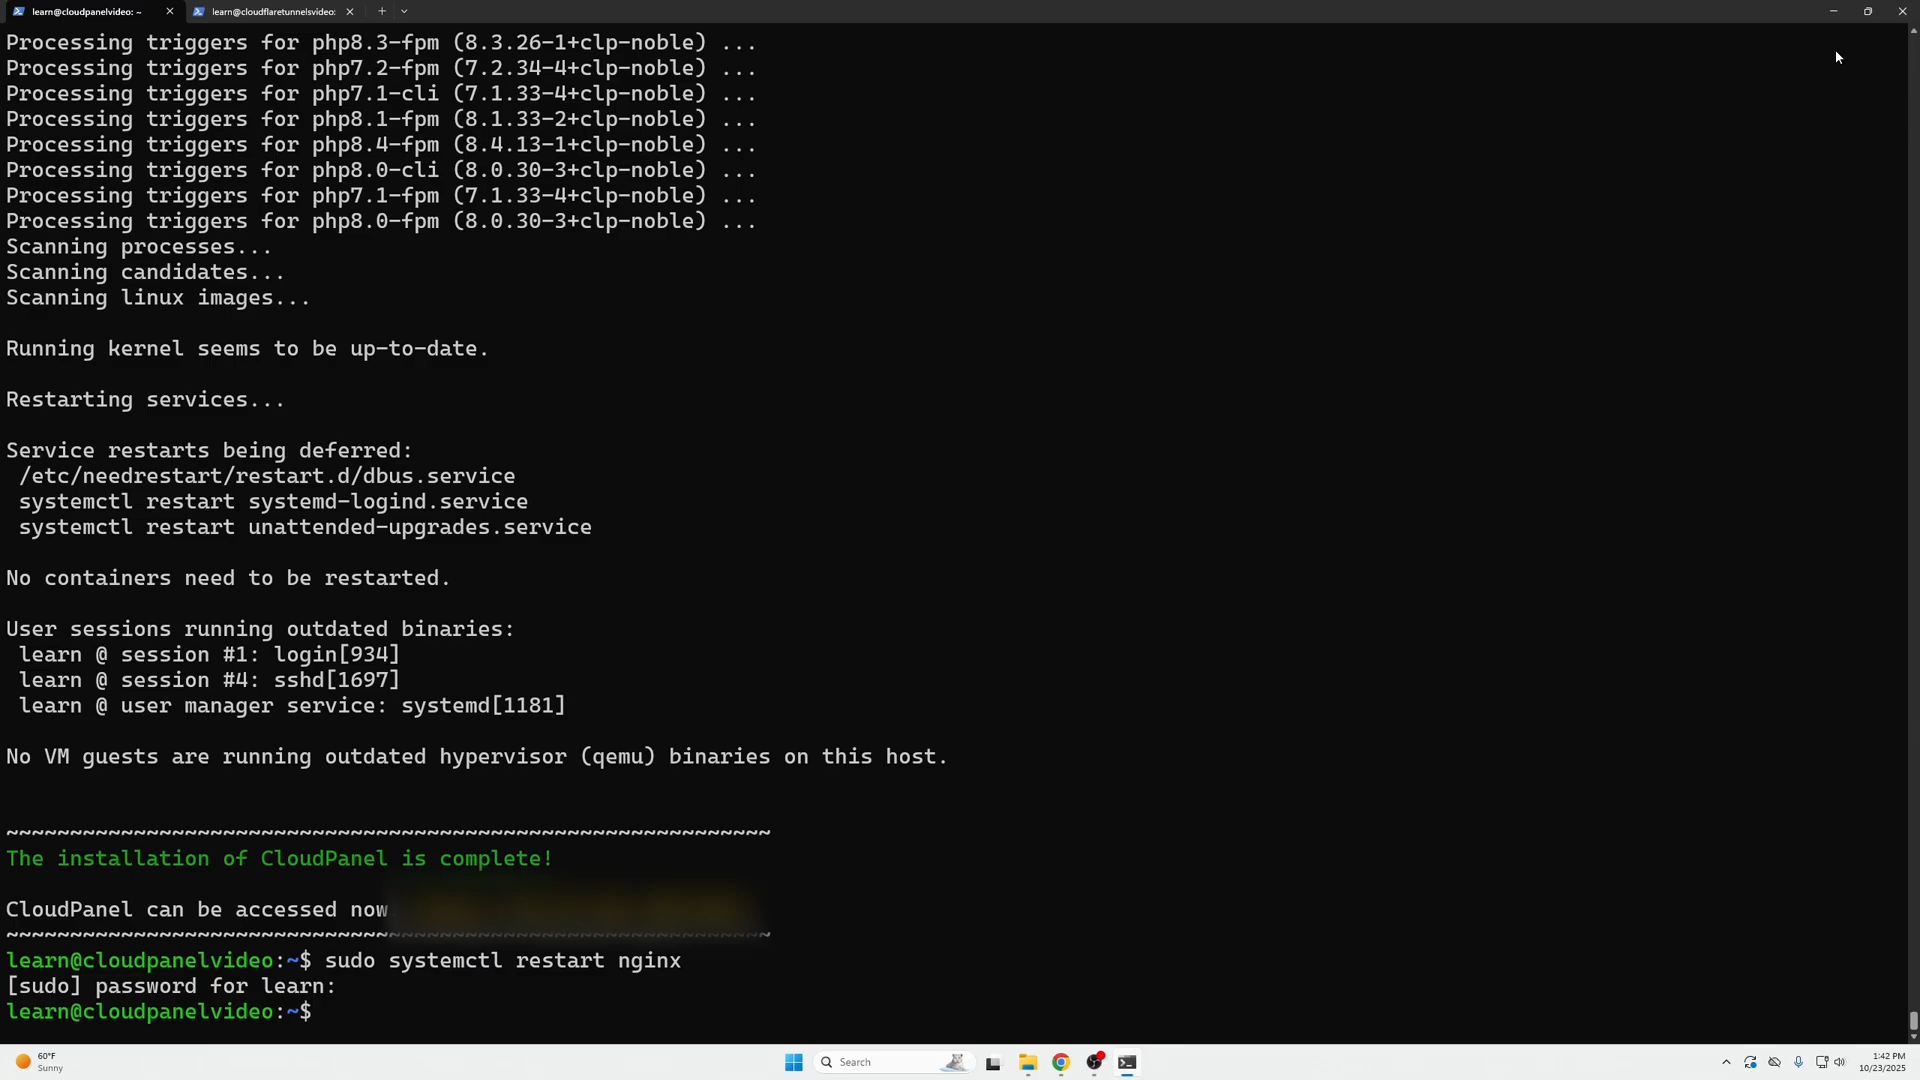 learn@cloudpanelvideo: ~
learn@cloudflaretunnelsvideo:
Processing triggers for php8.3-fpm (8.3.26-1+clp-noble) ...
Processing triggers for php7.2-fpm (7.2.34-4+clp-noble) ...
Processing triggers for php7.1-cli (7.1.33-4+clp-noble) ...
Processing triggers for php8.1-fpm (8.1.33-2+clp-noble) ...
Processing triggers for php8.4-fpm (8.4.13-1+clp-noble) ...
Processing triggers for php8.0-cli (8.0.30-3+clp-noble) ...
Processing triggers for php7.1-fpm (7.1.33-4+clp-noble) ...
Processing triggers for php8.0-fpm (8.0.30-3+clp-noble) ...
Scanning processes...
Scanning candidates...
Scanning linux images...
Running kernel seems to be up-to-date.
Restarting services...
Service restarts being deferred:
/etc/needrestart/restart.d/dbus.service
systemctl restart systemd-logind.service
systemctl restart unattended-upgrades.service
No containers need to be restarted.
User sessions running outdated binaries:
learn @ session #1: login[934]
learn @ session #4: sshd[1697]
learn @ user manager service: systemd[1181]
No VM guests are running outdated hypervisor (qemu) binaries on this host.
~~~~~~~~~~~~~~~~~~~~~~~~~~~~~~~~~~~~~~~~~~~~~~~~~~~~~~~~~~~~
The installation of CloudPanel is complete!
CloudPanel can be accessed now
~~~~~~~~~~~~~~~~~~~~~~~~~~~~~~~~~~~~~~~~~~~~~~~~~~~~~~~~~~~~
learn@cloudpanelvideo:~$ sudo systemctl restart nginx
[sudo] password for learn:
learn@cloudpanelvideo:~$
60°F
Sunny
Search
1:42 PM
10/23/2025